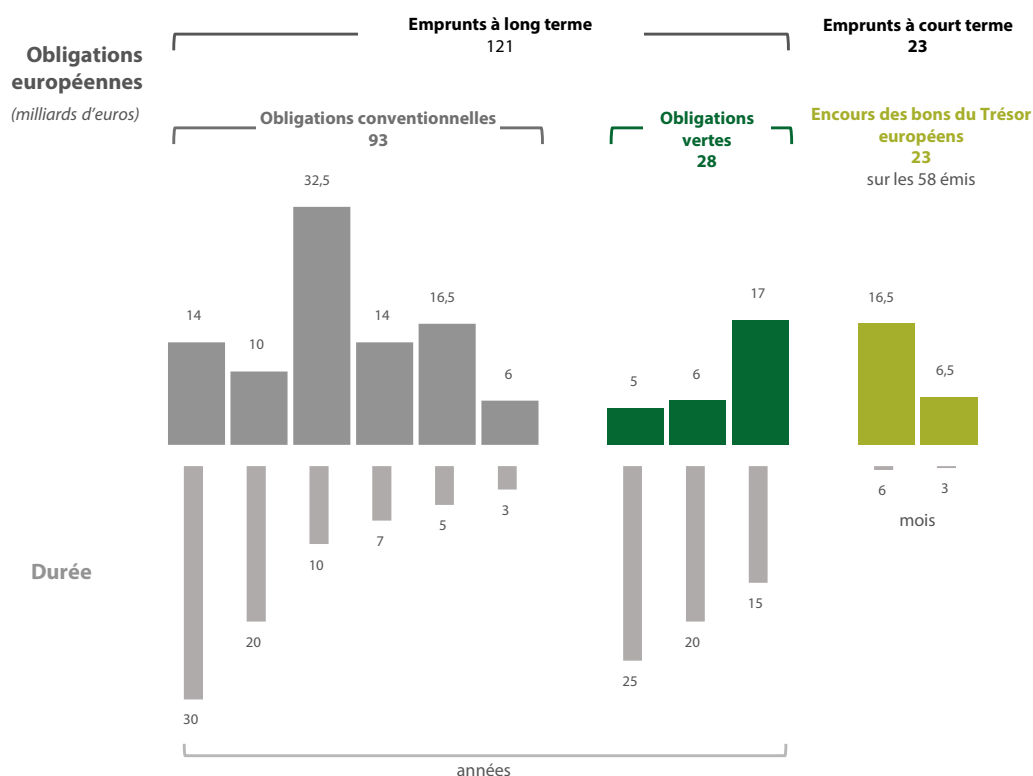 Emprunts à long terme
121
Emprunts à court terme
23
Obligations
européennes
(milliards d'euros)
Obligations conventionnelles
93
Obligations
vertes
28
Encours des bons du Trésor
européens
23
sur les 58 émis
14
10
32,5
14
16,5
6
5
6
17
16,5
6,5
Durée
30
20
10
7
5
3
25
20
15
6
3
mois
années